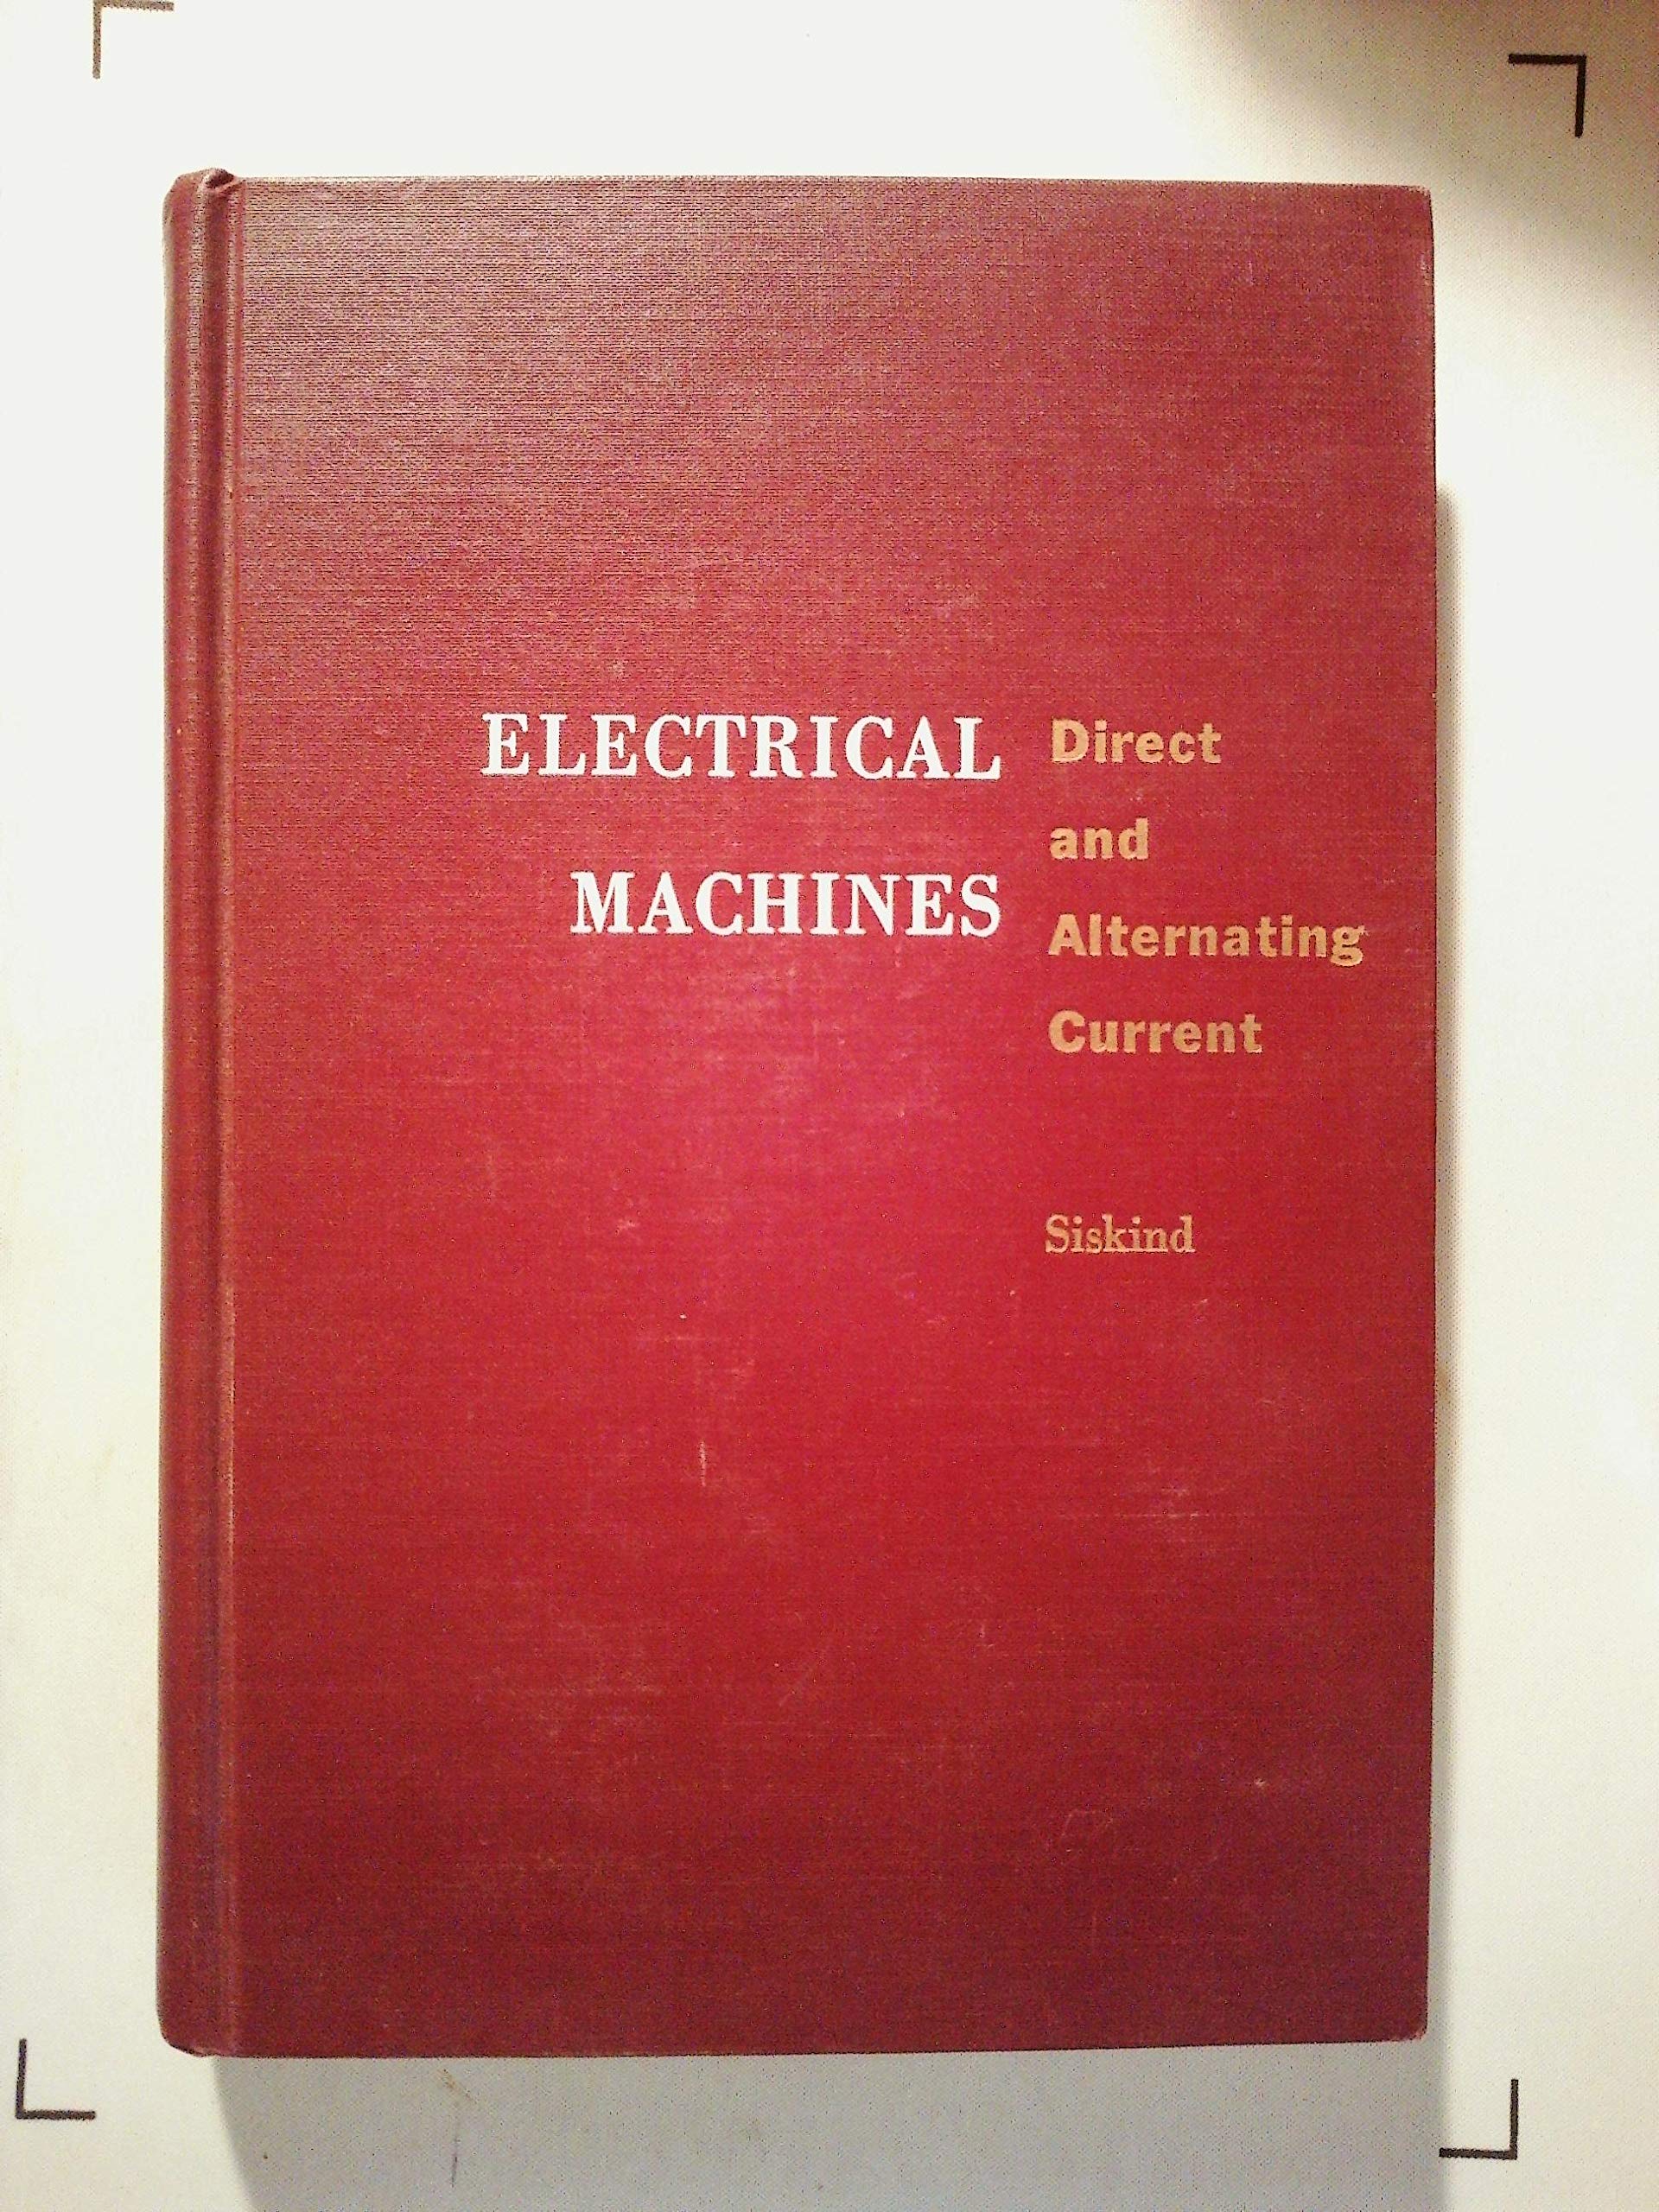 ELECTRICAL
MACHINES
Direct
and
Alternating
Current
Siskind